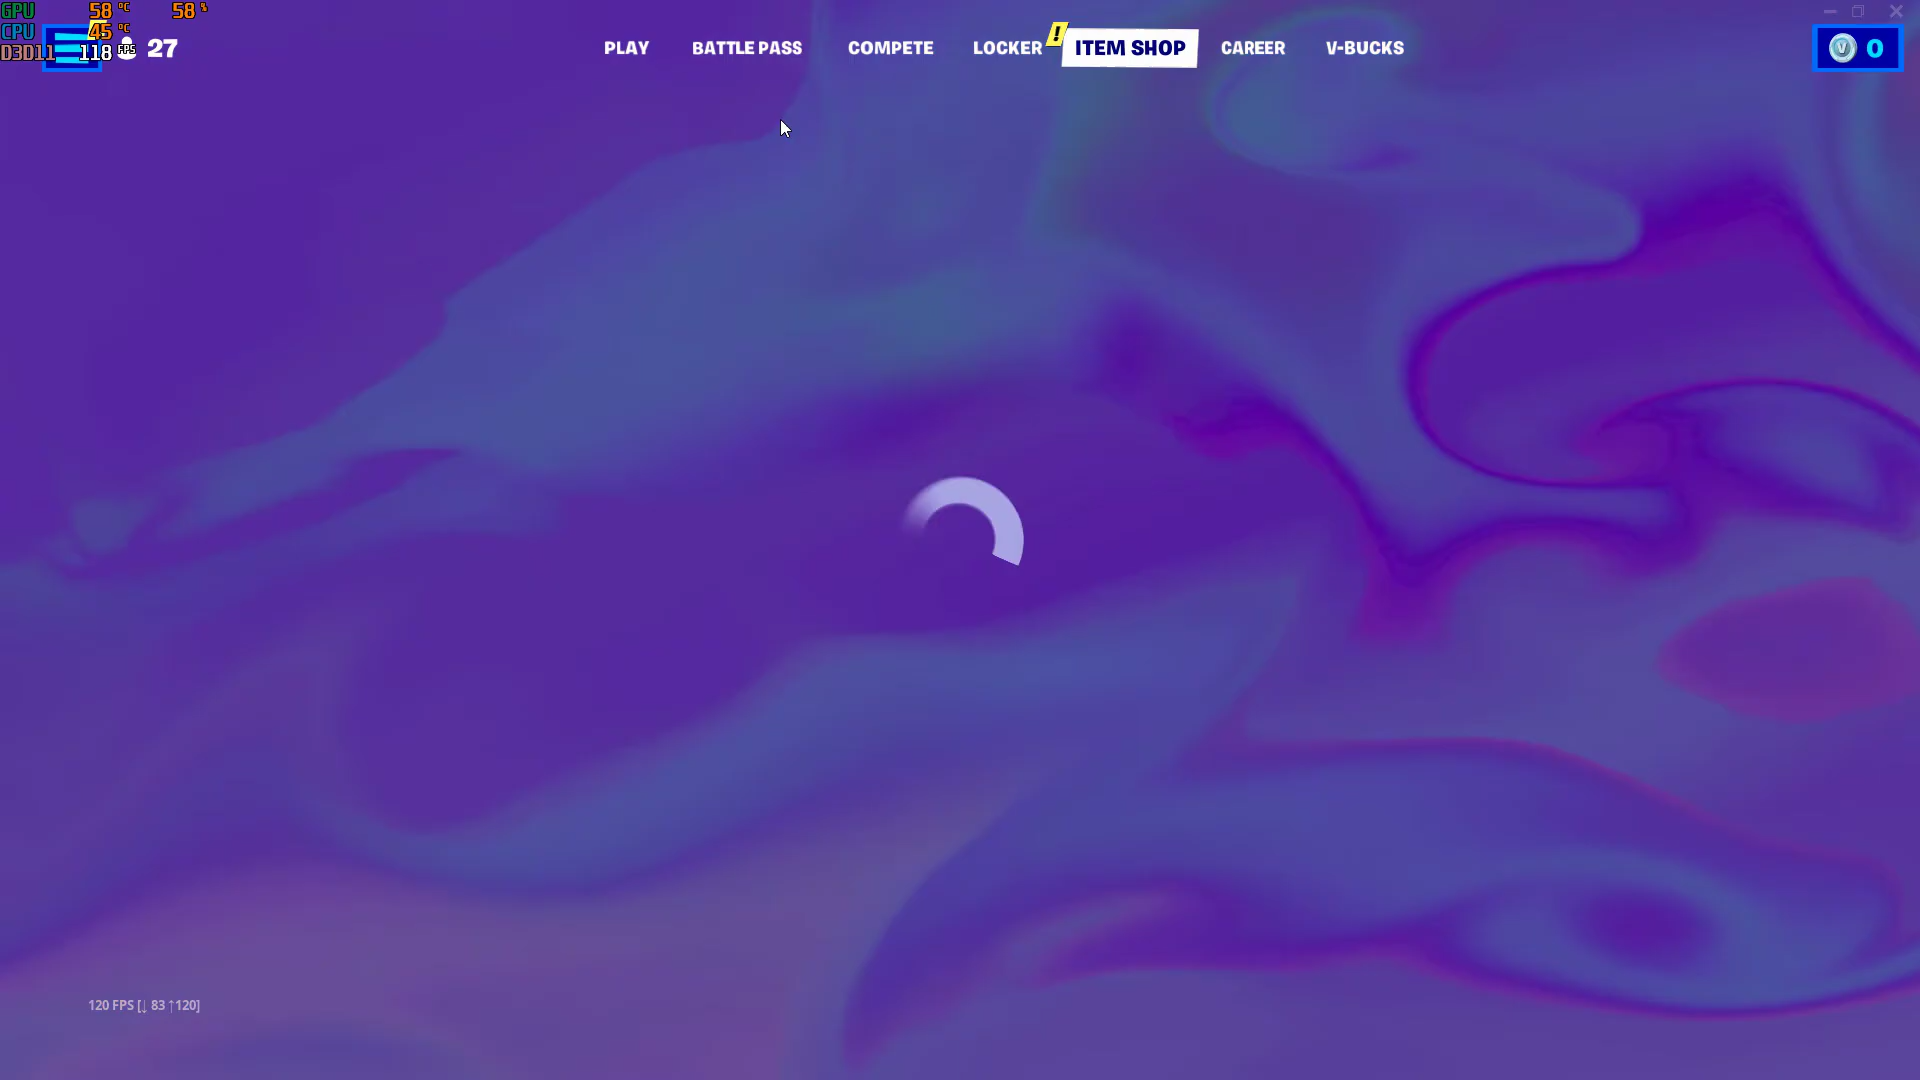 GPU 58 °C 58 %
CPU 45 °C
D3D11 118 FPS
27
PLAY
BATTLE PASS
COMPETE
LOCKER
!
ITEM SHOP
CAREER
V-BUCKS
V 0
120 FPS [↓ 83 ↑120]